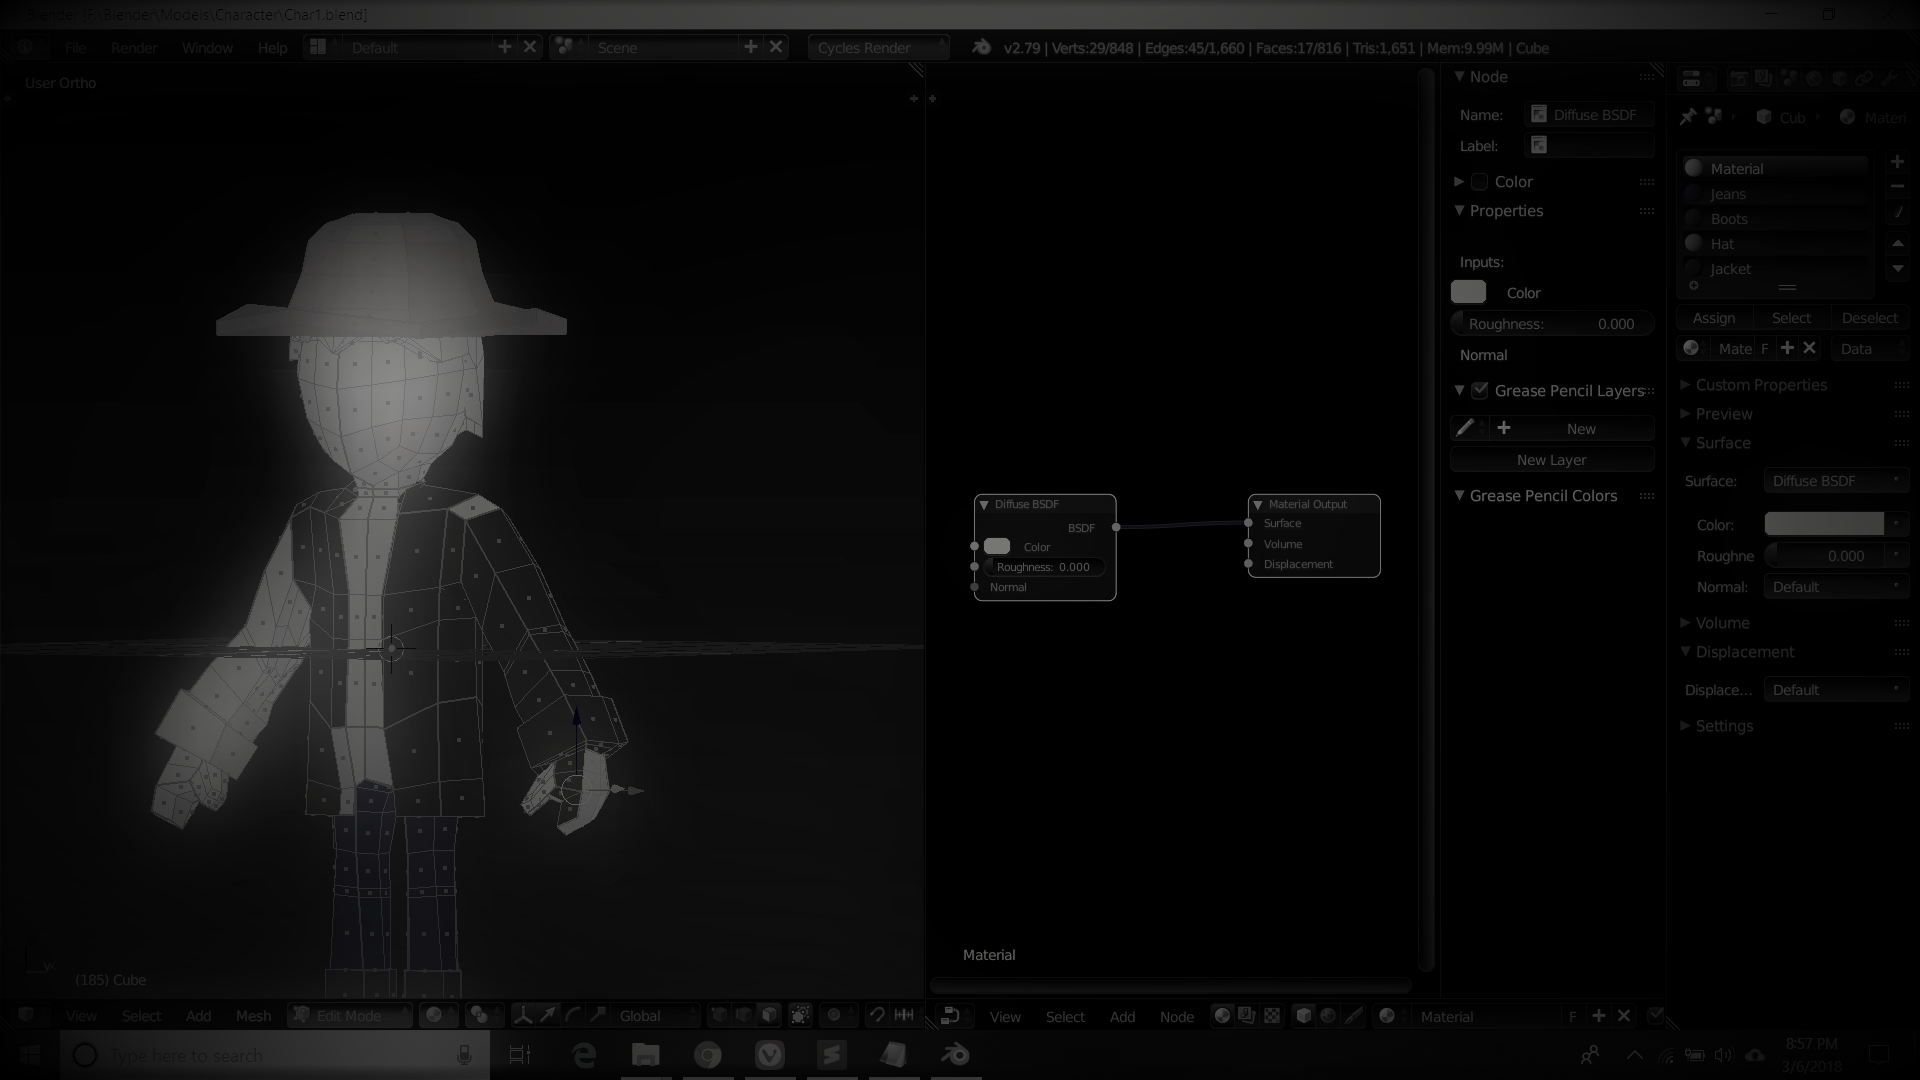 Blender [F:\Blender\Models\Character\Char1.blend]
File Render Window Help Default Scene Cycles Render v2.79 | Verts:29/848 | Edges:45/1,660 | Faces:17/816 | Tris:1,651 | Mem:9.99M | Cube
User Ortho
(185) Cube
View Select Add Mesh Edit Mode Global
Diffuse BSDF
BSDF
Color
Roughness: 0.000
Normal
Material Output
Surface
Volume
Displacement
Material
View Select Add Node Material F
Node
Name: Diffuse BSDF
Label:
Color
Properties
Inputs:
Color
Roughness: 0.000
Normal
Grease Pencil Layers
New
New Layer
Grease Pencil Colors
Cub Materi
Material
Jeans
Boots
Hat
Jacket
Assign Select Deselect
Mate F Data
Custom Properties
Preview
Surface
Surface: Diffuse BSDF
Color:
Roughne 0.000
Normal: Default
Volume
Displacement
Displace... Default
Settings
Type here to search
8:57 PM
3/6/2018